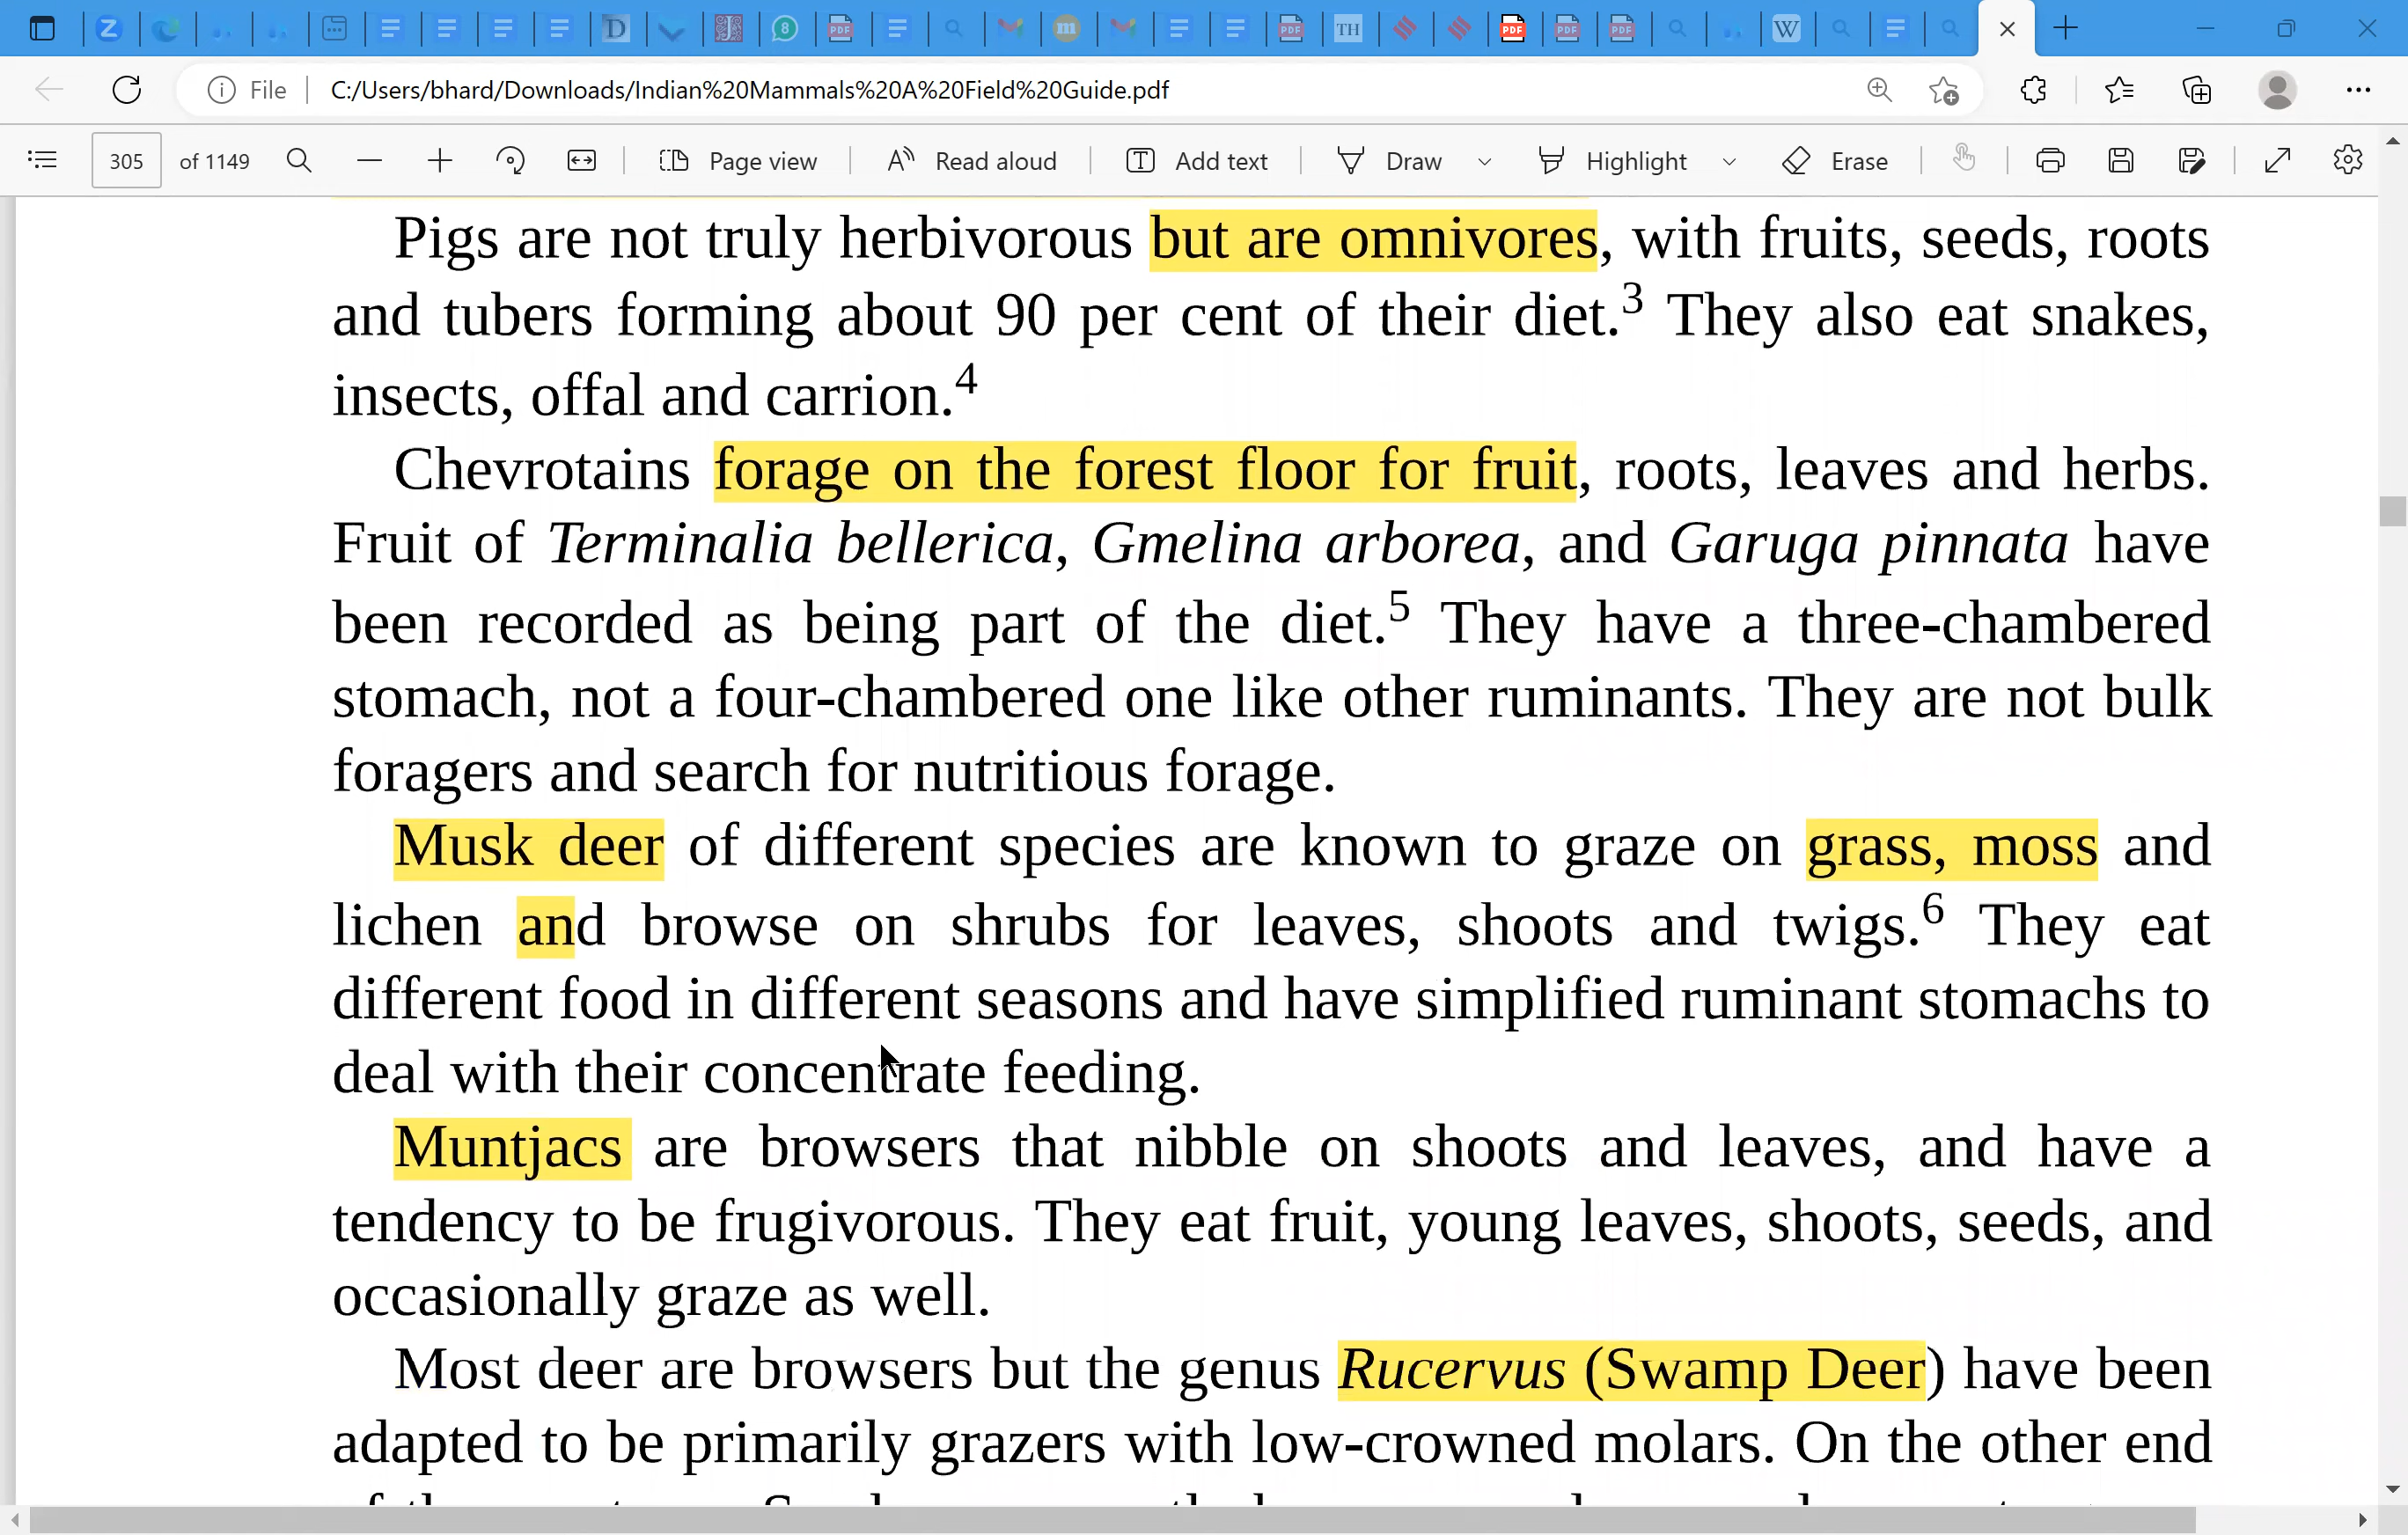 File C:/Users/bhard/Downloads/Indian%20Mammals%20A%20Field%20Guide.pdf
305 of 1149 Page view Read aloud Add text Draw Highlight Erase
Pigs are not truly herbivorous but are omnivores, with fruits, seeds, roots
and tubers forming about 90 per cent of their diet.3 They also eat snakes,
insects, offal and carrion.4
Chevrotains forage on the forest floor for fruit, roots, leaves and herbs.
Fruit of Terminalia bellerica, Gmelina arborea, and Garuga pinnata have
been recorded as being part of the diet.5 They have a three-chambered
stomach, not a four-chambered one like other ruminants. They are not bulk
foragers and search for nutritious forage.
Musk deer of different species are known to graze on grass, moss and
lichen and browse on shrubs for leaves, shoots and twigs.6 They eat
different food in different seasons and have simplified ruminant stomachs to
deal with their concentrate feeding.
Muntjacs are browsers that nibble on shoots and leaves, and have a
tendency to be frugivorous. They eat fruit, young leaves, shoots, seeds, and
occasionally graze as well.
Most deer are browsers but the genus Rucervus (Swamp Deer) have been
adapted to be primarily grazers with low-crowned molars. On the other end